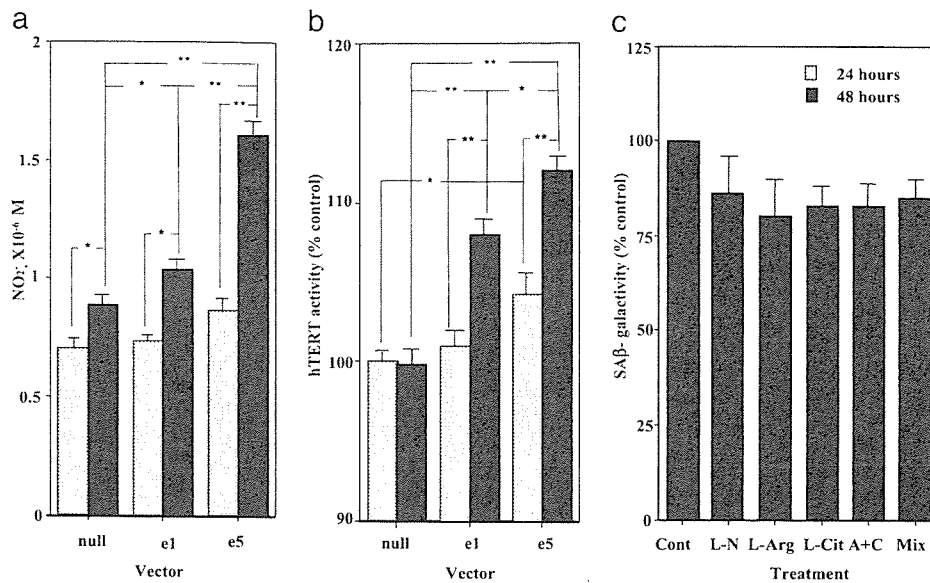 a
NO₂⁻, X10⁻⁶ M
2
1.5
1
0.5
0
**
*
**
**
*
*
null
e1
e5
Vector
b
hTERT activity (% control)
120
110
100
90
**
**
*
**
**
*
null
e1
e5
Vector
c
SAβ- galactivity (% control)
125
100
75
50
25
0
24 hours
48 hours
Cont
L-N
L-Arg
L-Cit
A+C
Mix
Treatment